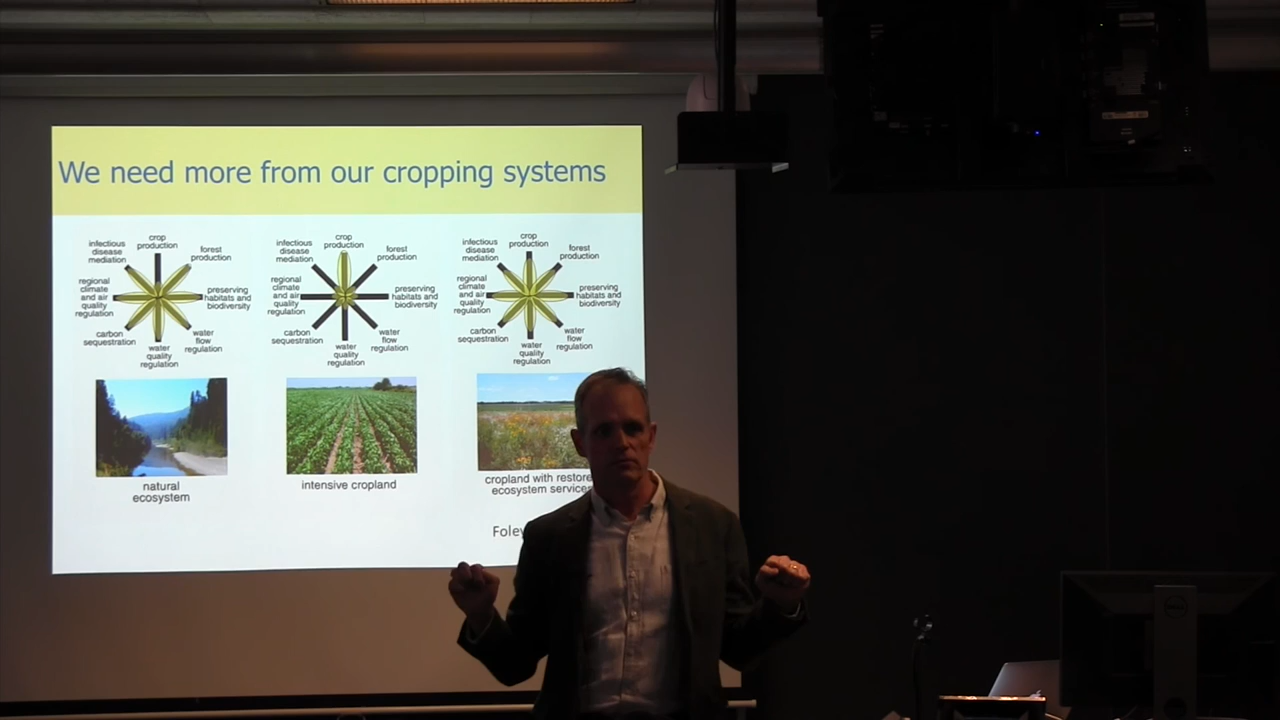 We need more from our cropping systems
crop
production
infectious
disease
mediation
forest
production
regional
climate
and air
quality
regulation
preserving
habitats and
biodiversity
carbon
sequestration
water
flow
regulation
water
quality
regulation
natural
ecosystem
crop
production
infectious
disease
mediation
forest
production
regional
climate
and air
quality
regulation
preserving
habitats and
biodiversity
carbon
sequestration
water
flow
regulation
water
quality
regulation
intensive cropland
crop
production
infectious
disease
mediation
forest
production
regional
climate
and air
quality
regulation
preserving
habitats and
biodiversity
carbon
sequestration
water
flow
regulation
water
quality
regulation
cropland with restore
ecosystem services
Foley
DELL